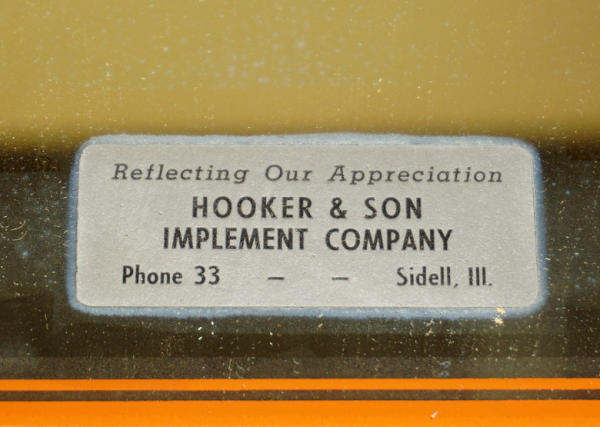 Reflecting Our Appreciation
HOOKER & SON
IMPLEMENT COMPANY
Phone 33 – – Sidell, Ill.